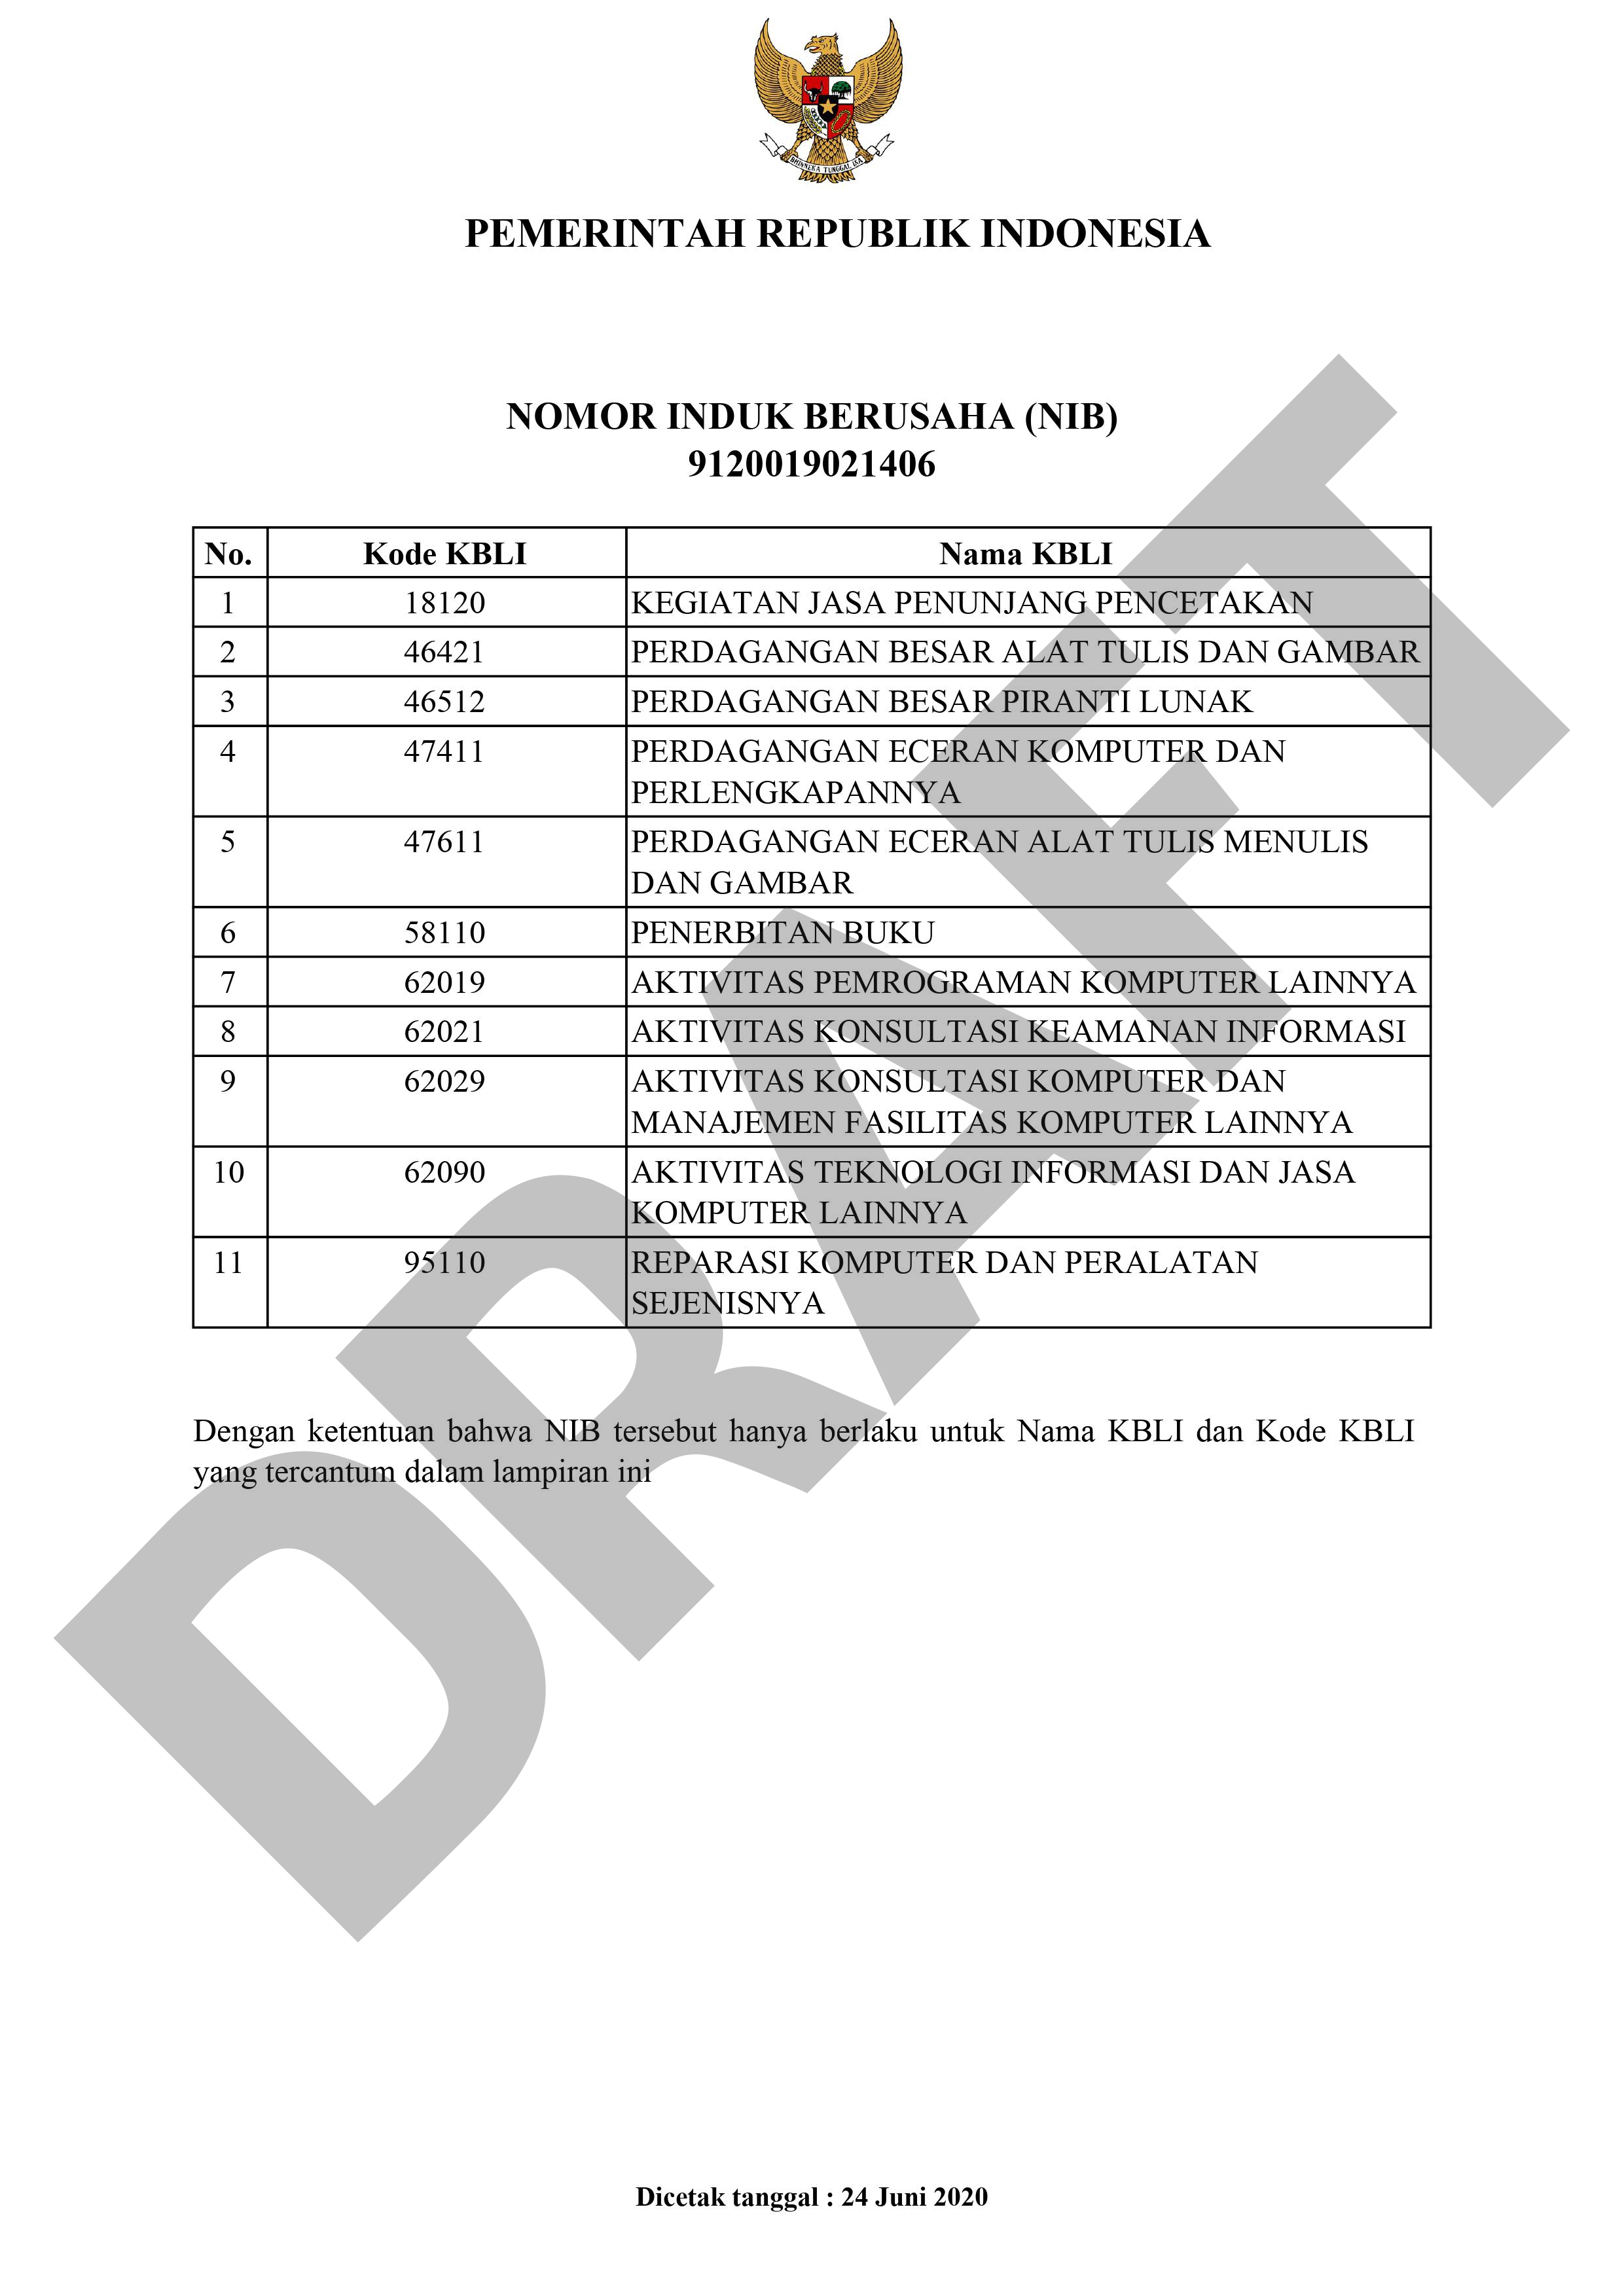 BHINNEKA TUNGGAL IKA
PEMERINTAH REPUBLIK INDONESIA
NOMOR INDUK BERUSAHA (NIB)
9120019021406
No. Kode KBLI Nama KBLI
1 18120 KEGIATAN JASA PENUNJANG PENCETAKAN
2 46421 PERDAGANGAN BESAR ALAT TULIS DAN GAMBAR
3 46512 PERDAGANGAN BESAR PIRANTI LUNAK
4 47411 PERDAGANGAN ECERAN KOMPUTER DAN
PERLENGKAPANNYA
5 47611 PERDAGANGAN ECERAN ALAT TULIS MENULIS
DAN GAMBAR
6 58110 PENERBITAN BUKU
7 62019 AKTIVITAS PEMROGRAMAN KOMPUTER LAINNYA
8 62021 AKTIVITAS KONSULTASI KEAMANAN INFORMASI
9 62029 AKTIVITAS KONSULTASI KOMPUTER DAN
MANAJEMEN FASILITAS KOMPUTER LAINNYA
10 62090 AKTIVITAS TEKNOLOGI INFORMASI DAN JASA
KOMPUTER LAINNYA
11 95110 REPARASI KOMPUTER DAN PERALATAN
SEJENISNYA
Dengan ketentuan bahwa NIB tersebut hanya berlaku untuk Nama KBLI dan Kode KBLI
yang tercantum dalam lampiran ini
DRAFT
Dicetak tanggal : 24 Juni 2020